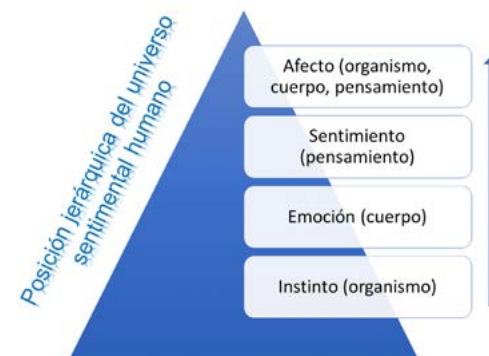 Posición jerárquica del universo
sentimental humano
Afecto (organismo,
cuerpo, pensamiento)
Sentimiento
(pensamiento)
Emoción (cuerpo)
Instinto (organismo)